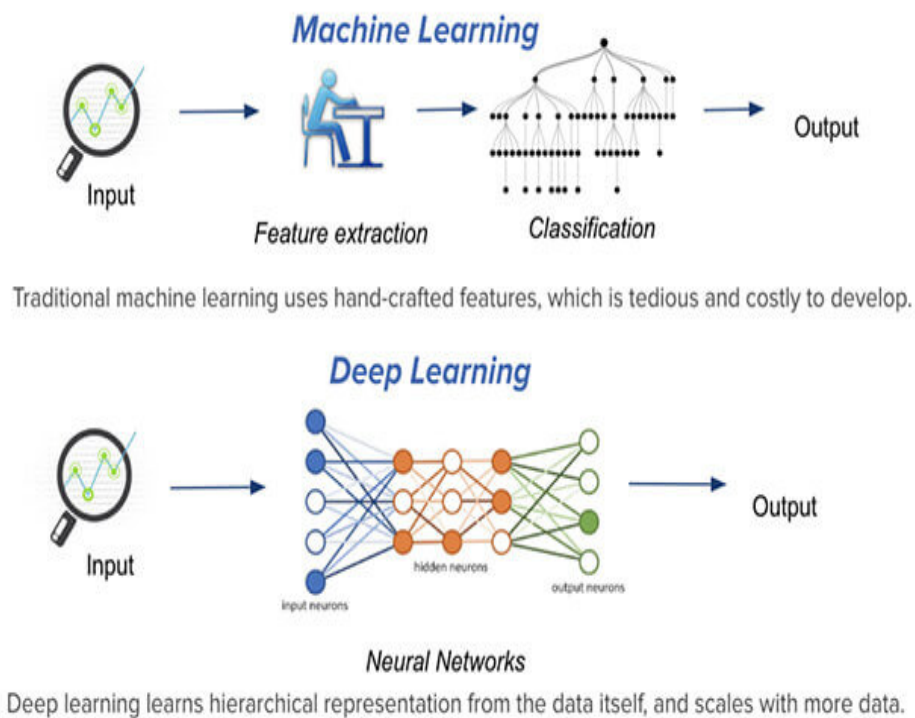 Machine Learning
Input
Feature extraction
Classification
Output
Traditional machine learning uses hand-crafted features, which is tedious and costly to develop.
Deep Learning
Input
input neurons
hidden neurons
output neurons
Output
Neural Networks
Deep learning learns hierarchical representation from the data itself, and scales with more data.